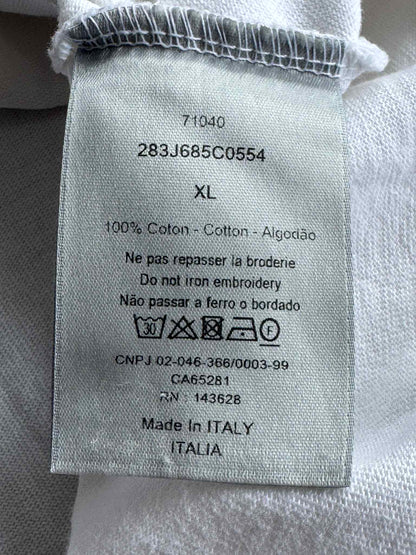 71040
283J685C0554
XL
100% Coton - Cotton - Algodão
Ne pas repasser la broderie
Do not iron embroidery
Não passar a ferro o bordado
30 F
CNPJ 02-046-366/0003-99
CA65281
RN : 143628
Made In ITALY
ITALIA